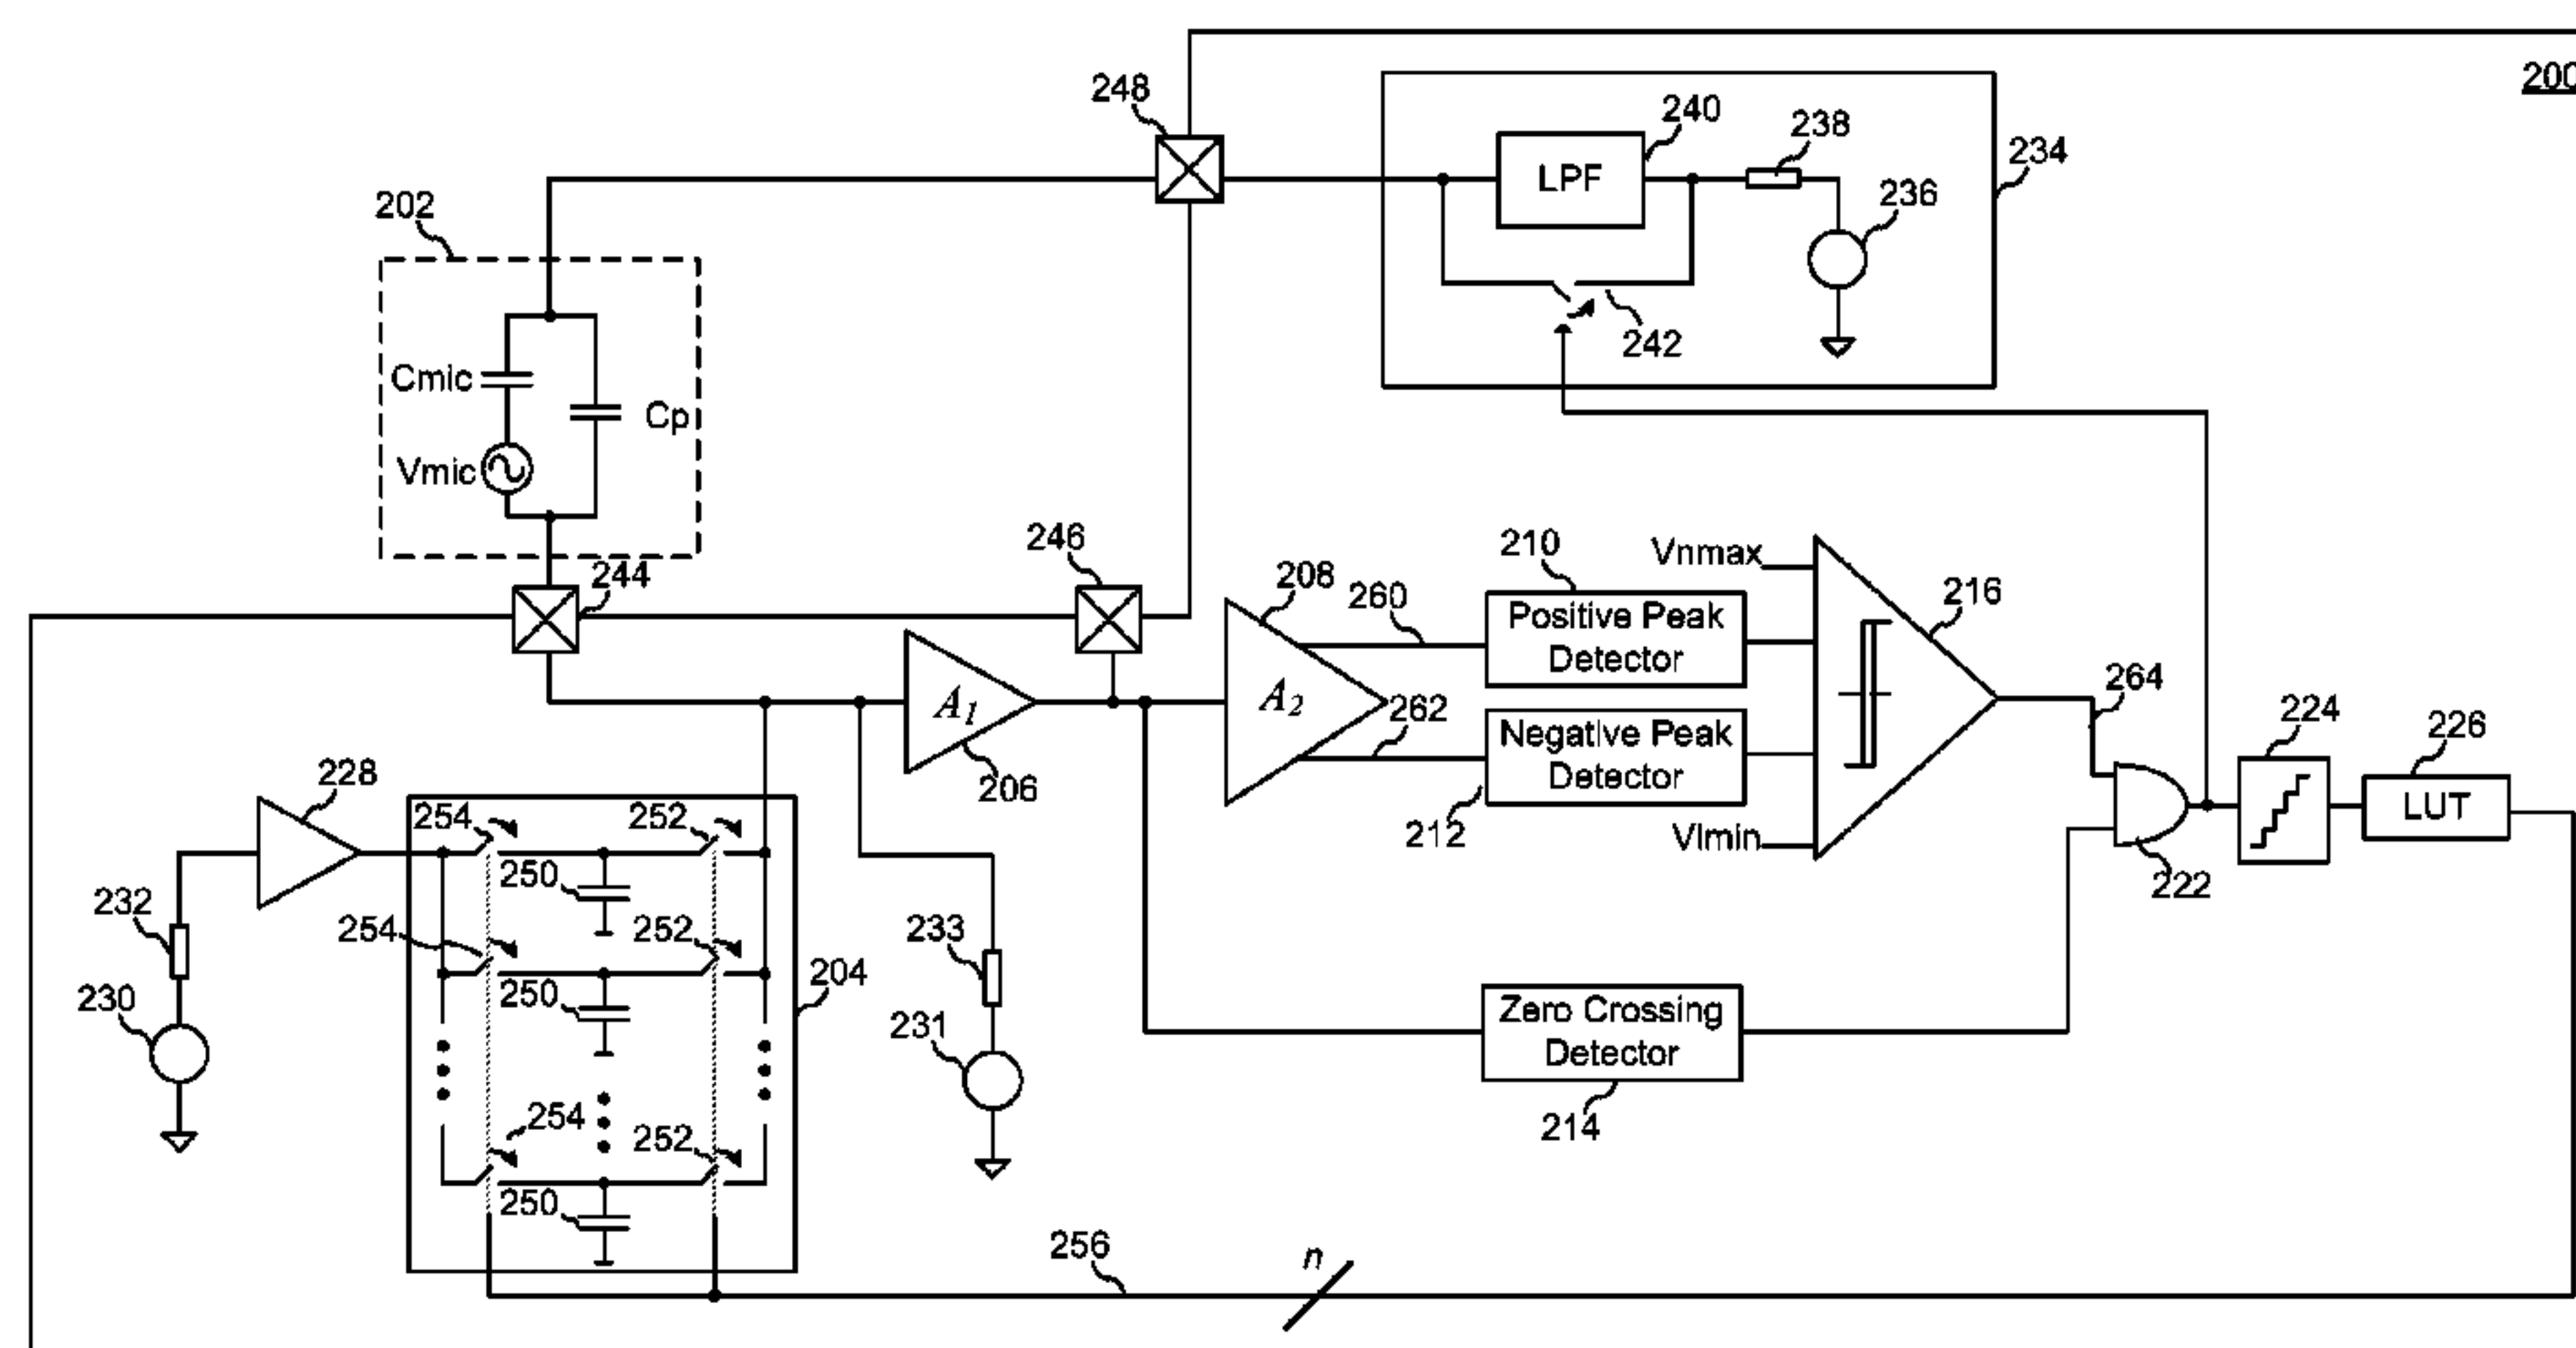 200
248
240
238
234
236
LPF
242
202
Cmic
Cp
Vmic
244
246
208
260
210
Vnmax
216
Positive Peak
Detector
A1
A2
262
Negative Peak
Detector
212
Vlmin
206
264
224
226
LUT
222
228
254
252
250
232
254
252
233
204
230
250
231
Zero Crossing
Detector
214
254
252
250
256
n